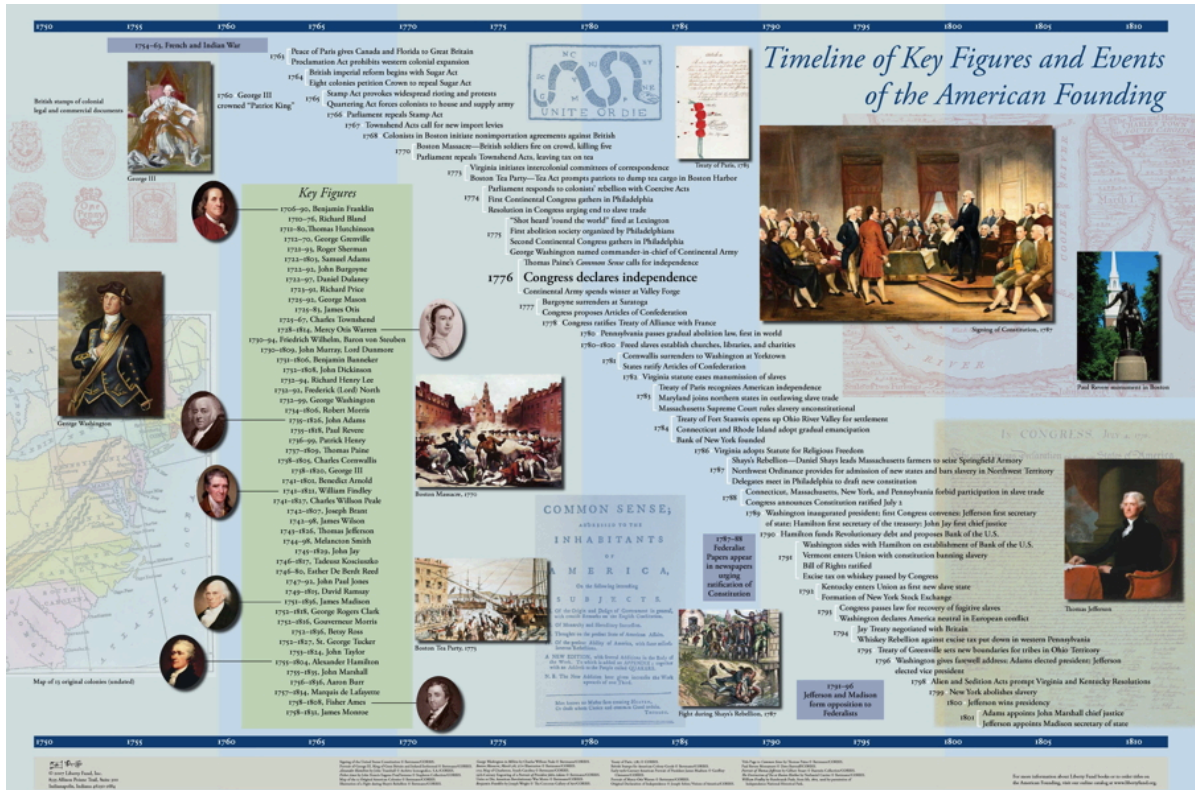 1750 1755 1760 1765 1770 1775 1780 1785 1790 1795 1800 1805 1810
Timeline of Key Figures and Events
of the American Founding
1754–63, French and Indian War
British stamps of colonial
legal and commercial documents
George III
1760 George III
crowned "Patriot King"
1763 Peace of Paris gives Canada and Florida to Great Britain
Proclamation Act prohibits western colonial expansion
1764 British imperial reform begins with Sugar Act
Eight colonies petition Crown to repeal Sugar Act
1765 Stamp Act provokes widespread rioting and protests
Quartering Act forces colonists to house and supply army
1766 Parliament repeals Stamp Act
1767 Townshend Acts call for new import levies
1768 Colonists in Boston initiate nonimportation agreements against British
1770 Boston Massacre—British soldiers fire on crowd, killing five
Parliament repeals Townshend Acts, leaving tax on tea
1773 Virginia initiates intercolonial committees of correspondence
Boston Tea Party—Tea Act prompts patriots to dump tea cargo in Boston Harbor
1774 Parliament responds to colonists' rebellion with Coercive Acts
First Continental Congress gathers in Philadelphia
Resolution in Congress urging end to slave trade
1775 "Shot heard 'round the world" fired at Lexington
First abolition society organized by Philadelphians
Second Continental Congress gathers in Philadelphia
George Washington named commander-in-chief of Continental Army
Thomas Paine's Common Sense calls for independence
1776 Congress declares independence
Continental Army spends winter at Valley Forge
1777 Burgoyne surrenders at Saratoga
Congress proposes Articles of Confederation
1778 Congress ratifies Treaty of Alliance with France
1780 Pennsylvania passes gradual abolition law, first in world
1780–1800 Freed slaves establish churches, libraries, and charities
1781 Cornwallis surrenders to Washington at Yorktown
States ratify Articles of Confederation
1782 Virginia statute eases manumission of slaves
1783 Treaty of Paris recognizes American independence
Maryland joins northern states in outlawing slave trade
Massachusetts Supreme Court rules slavery unconstitutional
1784 Treaty of Fort Stanwix opens up Ohio River Valley for settlement
Connecticut and Rhode Island adopt gradual emancipation
Bank of New York founded
1786 Virginia adopts Statute for Religious Freedom
1787 Shays's Rebellion—Daniel Shays leads Massachusetts farmers to seize Springfield Armory
Northwest Ordinance provides for admission of new states and bars slavery in Northwest Territory
Delegates meet in Philadelphia to draft new constitution
1788 Connecticut, Massachusetts, New York, and Pennsylvania forbid participation in slave trade
Congress announces Constitution ratified July 2
1789 Washington inaugurated president; first Congress convenes; Jefferson first secretary
of state; Hamilton first secretary of the treasury; John Jay first chief justice
1790 Hamilton funds Revolutionary debt and proposes Bank of the U.S.
1791 Washington sides with Hamilton on establishment of Bank of the U.S.
Vermont enters Union with constitution banning slavery
Bill of Rights ratified
Excise tax on whiskey passed by Congress
1792 Kentucky enters Union as first new slave state
Formation of New York Stock Exchange
1793 Congress passes law for recovery of fugitive slaves
Washington declares America neutral in European conflict
1794 Jay Treaty negotiated with Britain
Whiskey Rebellion against excise tax put down in western Pennsylvania
1795 Treaty of Greenville sets new boundaries for tribes in Ohio Territory
1796 Washington gives farewell address; Adams elected president; Jefferson
elected vice president
1798 Alien and Sedition Acts prompt Virginia and Kentucky Resolutions
1799 New York abolishes slavery
1800 Jefferson wins presidency
1801 Adams appoints John Marshall chief justice
Jefferson appoints Madison secretary of state
Key Figures
1706–90, Benjamin Franklin
1710–76, Richard Bland
1711–80, Thomas Hutchinson
1712–70, George Grenville
1721–93, Roger Sherman
1722–1803, Samuel Adams
1722–92, John Burgoyne
1722–97, Daniel Dulaney
1723–91, Richard Price
1725–92, George Mason
1725–83, James Otis
1725–67, Charles Townshend
1728–1814, Mercy Otis Warren
1730–94, Friedrich Wilhelm, Baron von Steuben
1730–1809, John Murray, Lord Dunmore
1731–1806, Benjamin Banneker
1732–1808, John Dickinson
1732–94, Richard Henry Lee
1732–92, Frederick (Lord) North
1732–99, George Washington
1734–1806, Robert Morris
1735–1826, John Adams
1735–1818, Paul Revere
1736–99, Patrick Henry
1737–1809, Thomas Paine
1738–1805, Charles Cornwallis
1738–1820, George III
1741–1801, Benedict Arnold
1741–1821, William Findley
1741–1827, Charles Willson Peale
1742–1807, Joseph Brant
1742–98, James Wilson
1743–1826, Thomas Jefferson
1744–98, Melancton Smith
1745–1829, John Jay
1746–1817, Tadeusz Kosciuszko
1746–80, Esther De Berdt Reed
1747–92, John Paul Jones
1749–1815, David Ramsay
1751–1836, James Madison
1752–1818, George Rogers Clark
1752–1816, Gouverneur Morris
1752–1836, Betsy Ross
1752–1827, St. George Tucker
1753–1824, John Taylor
1755–1804, Alexander Hamilton
1755–1835, John Marshall
1756–1836, Aaron Burr
1757–1834, Marquis de Lafayette
1758–1808, Fisher Ames
1758–1831, James Monroe
George Washington
Map of 13 original colonies (undated)
UNITE OR DIE
Treaty of Paris, 1783
Signing of Constitution, 1787
Paul Revere monument in Boston
Boston Massacre, 1770
Boston Tea Party, 1773
COMMON SENSE;
ADDRESSED TO THE
INHABITANTS
OF
AMERICA,
On the following interesting
SUBJECTS
1787–88
Federalist
Papers appear
in newspapers
urging
ratification of
Constitution
Fight during Shays's Rebellion, 1787
1791–96
Jefferson and Madison
form opposition to
Federalists
IN CONGRESS
Thomas Jefferson
1750 1755 1760 1765 1770 1775 1780 1785 1790 1795 1800 1805 1810
Liberty Fund, Inc.